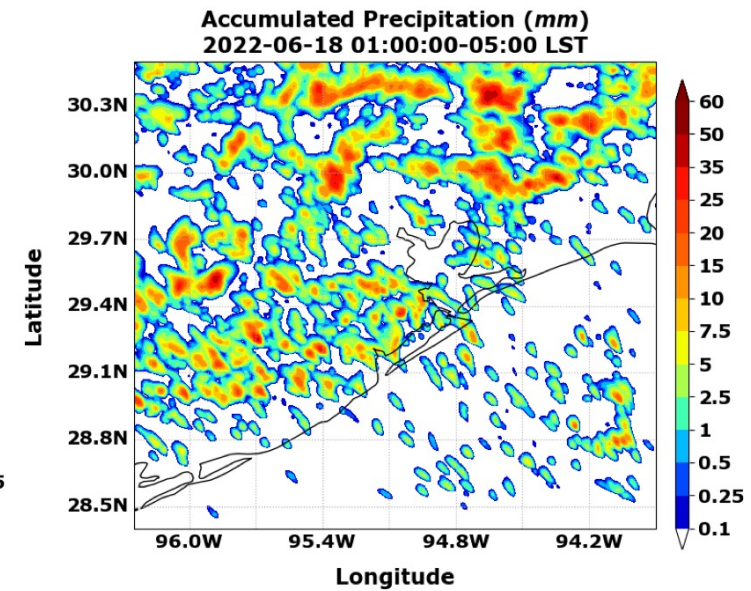 Accumulated Precipitation (mm)
2022-06-18 01:00:00-05:00 LST
30.3N
30.0N
29.7N
29.4N
29.1N
28.8N
28.5N
Latitude
96.0W 95.4W 94.8W 94.2W
Longitude
60
50
35
25
20
15
10
7.5
5
2.5
1
0.5
0.25
0.1
s